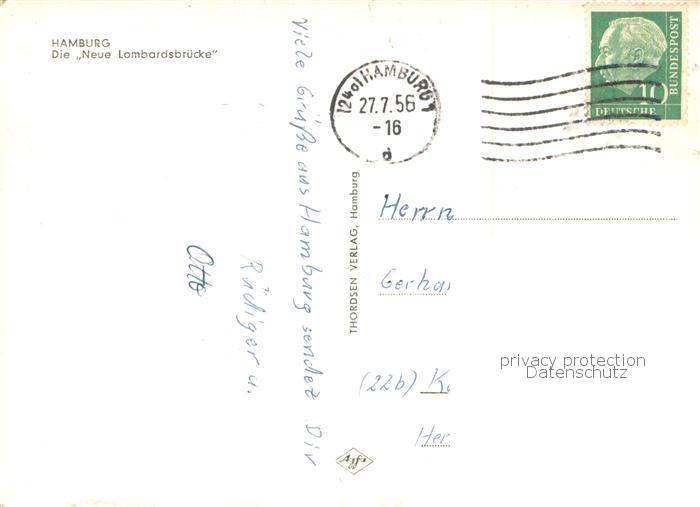 HAMBURG
Die „Neue Lombardsbrücke"
Viele Grüße aus Hamburg sendet Dir
Rüdiger u.
Otto
(24a) HAMBURG 1
27.7.56
-16
d
10
DEUTSCHE
BUNDESPOST
THORDSEN VERLAG, Hamburg
Herrn
Gerha
(22b) K
Her
privacy protection
Datenschutz
Agfa